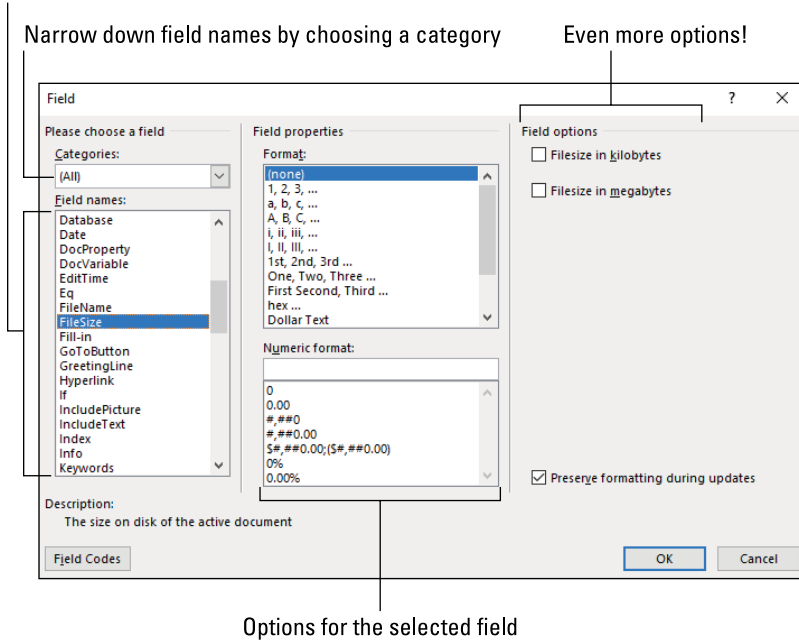 Narrow down field names by choosing a category
Even more options!
Field
?
Please choose a field
Categories:
(All)
Field names:
Database
Date
DocProperty
DocVariable
EditTime
Eq
FileName
FileSize
Fill-in
GoToButton
GreetingLine
Hyperlink
If
IncludePicture
IncludeText
Index
Info
Keywords
Field properties
Format:
(none)
1, 2, 3, ...
a, b, c, ...
A, B, C, ...
i, ii, iii, ...
I, II, III, ...
1st, 2nd, 3rd ...
One, Two, Three ...
First Second, Third ...
hex ...
Dollar Text
Numeric format:
0
0.00
#,##0
#,##0.00
$#,##0.00;($#,##0.00)
0%
0.00%
Field options
Filesize in kilobytes
Filesize in megabytes
Preserve formatting during updates
Description:
The size on disk of the active document
Field Codes
OK
Cancel
Options for the selected field